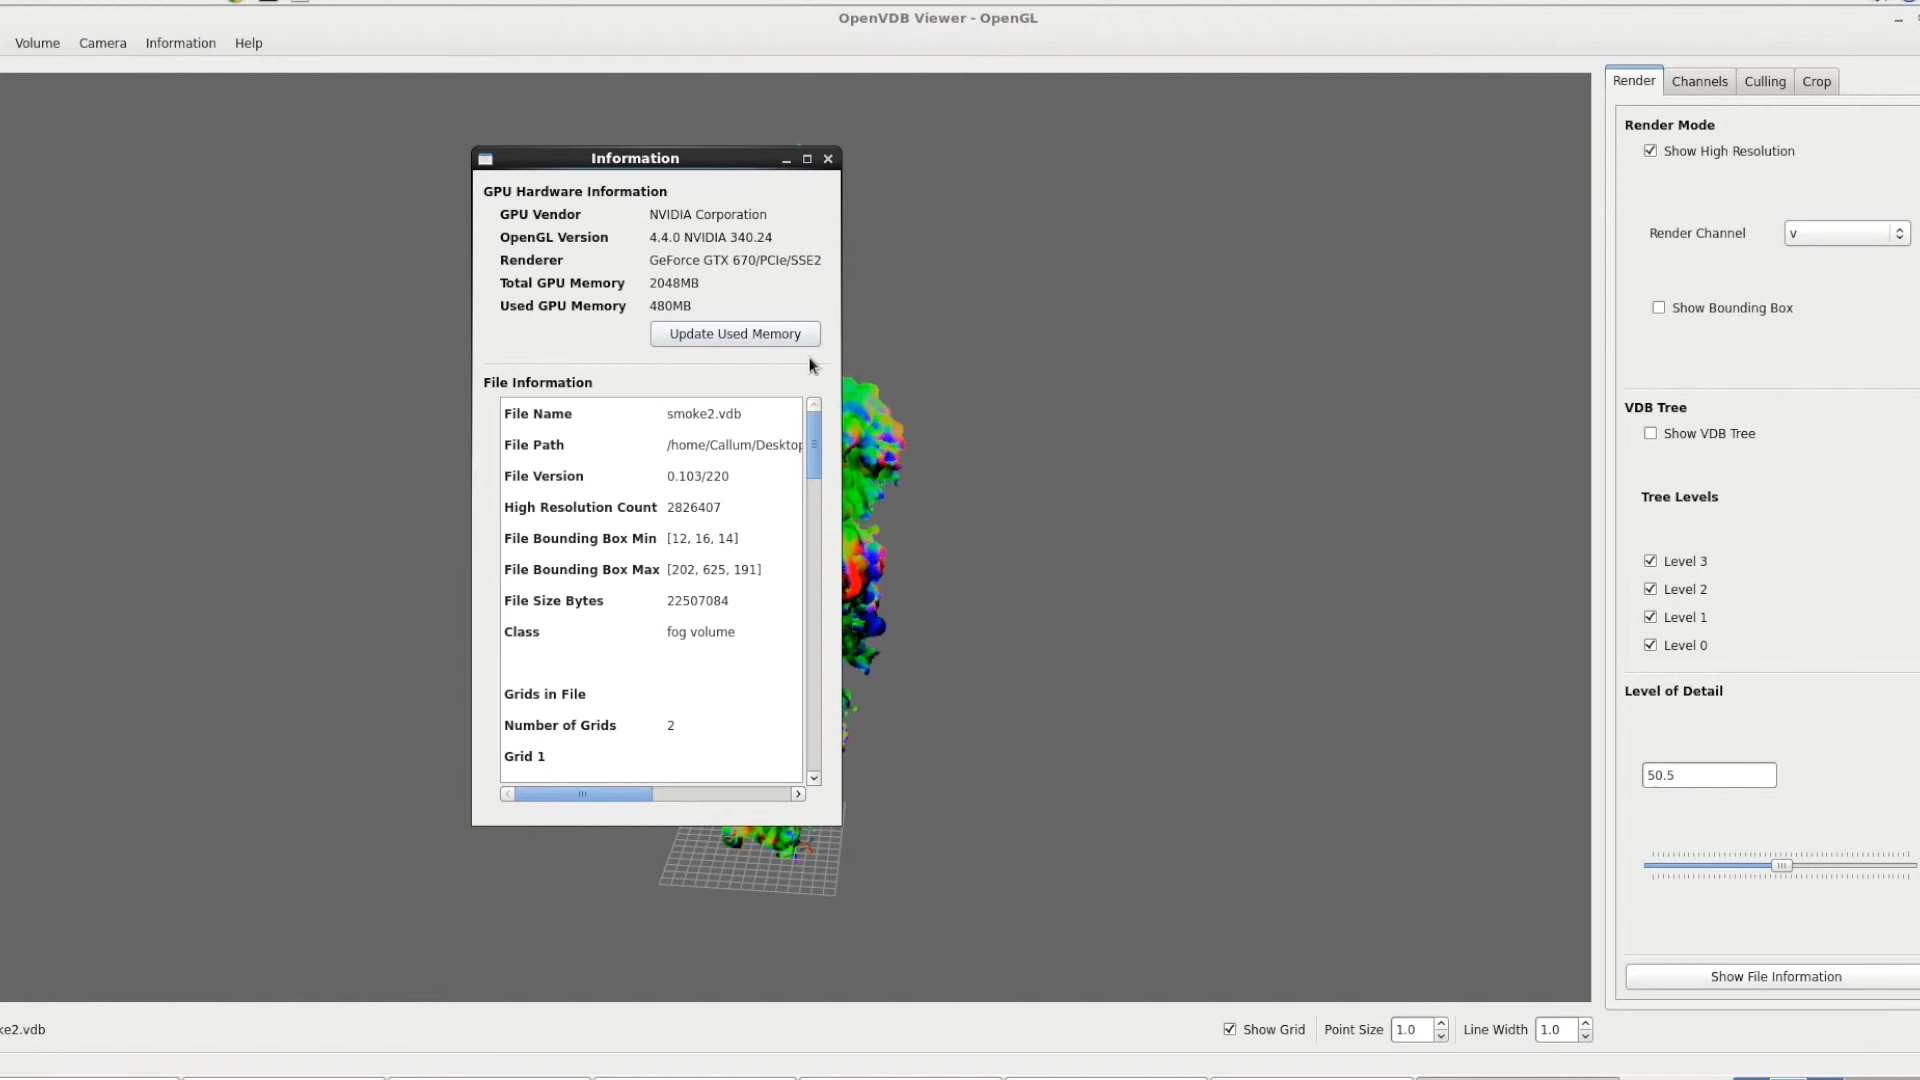 OpenVDB Viewer - OpenGL
Volume Camera Information Help
Render Channels Culling Crop
Render Mode
Show High Resolution
Render Channel v
Show Bounding Box
VDB Tree
Show VDB Tree
Tree Levels
Level 3
Level 2
Level 1
Level 0
Level of Detail
50.5
Show File Information
Information
GPU Hardware Information
GPU Vendor NVIDIA Corporation
OpenGL Version 4.4.0 NVIDIA 340.24
Renderer GeForce GTX 670/PCIe/SSE2
Total GPU Memory 2048MB
Used GPU Memory 480MB
Update Used Memory
File Information
File Name smoke2.vdb
File Path /home/Callum/Desktop
File Version 0.103/220
High Resolution Count 2826407
File Bounding Box Min [12, 16, 14]
File Bounding Box Max [202, 625, 191]
File Size Bytes 22507084
Class fog volume
Grids in File
Number of Grids 2
Grid 1
ke2.vdb
Show Grid Point Size 1.0 Line Width 1.0